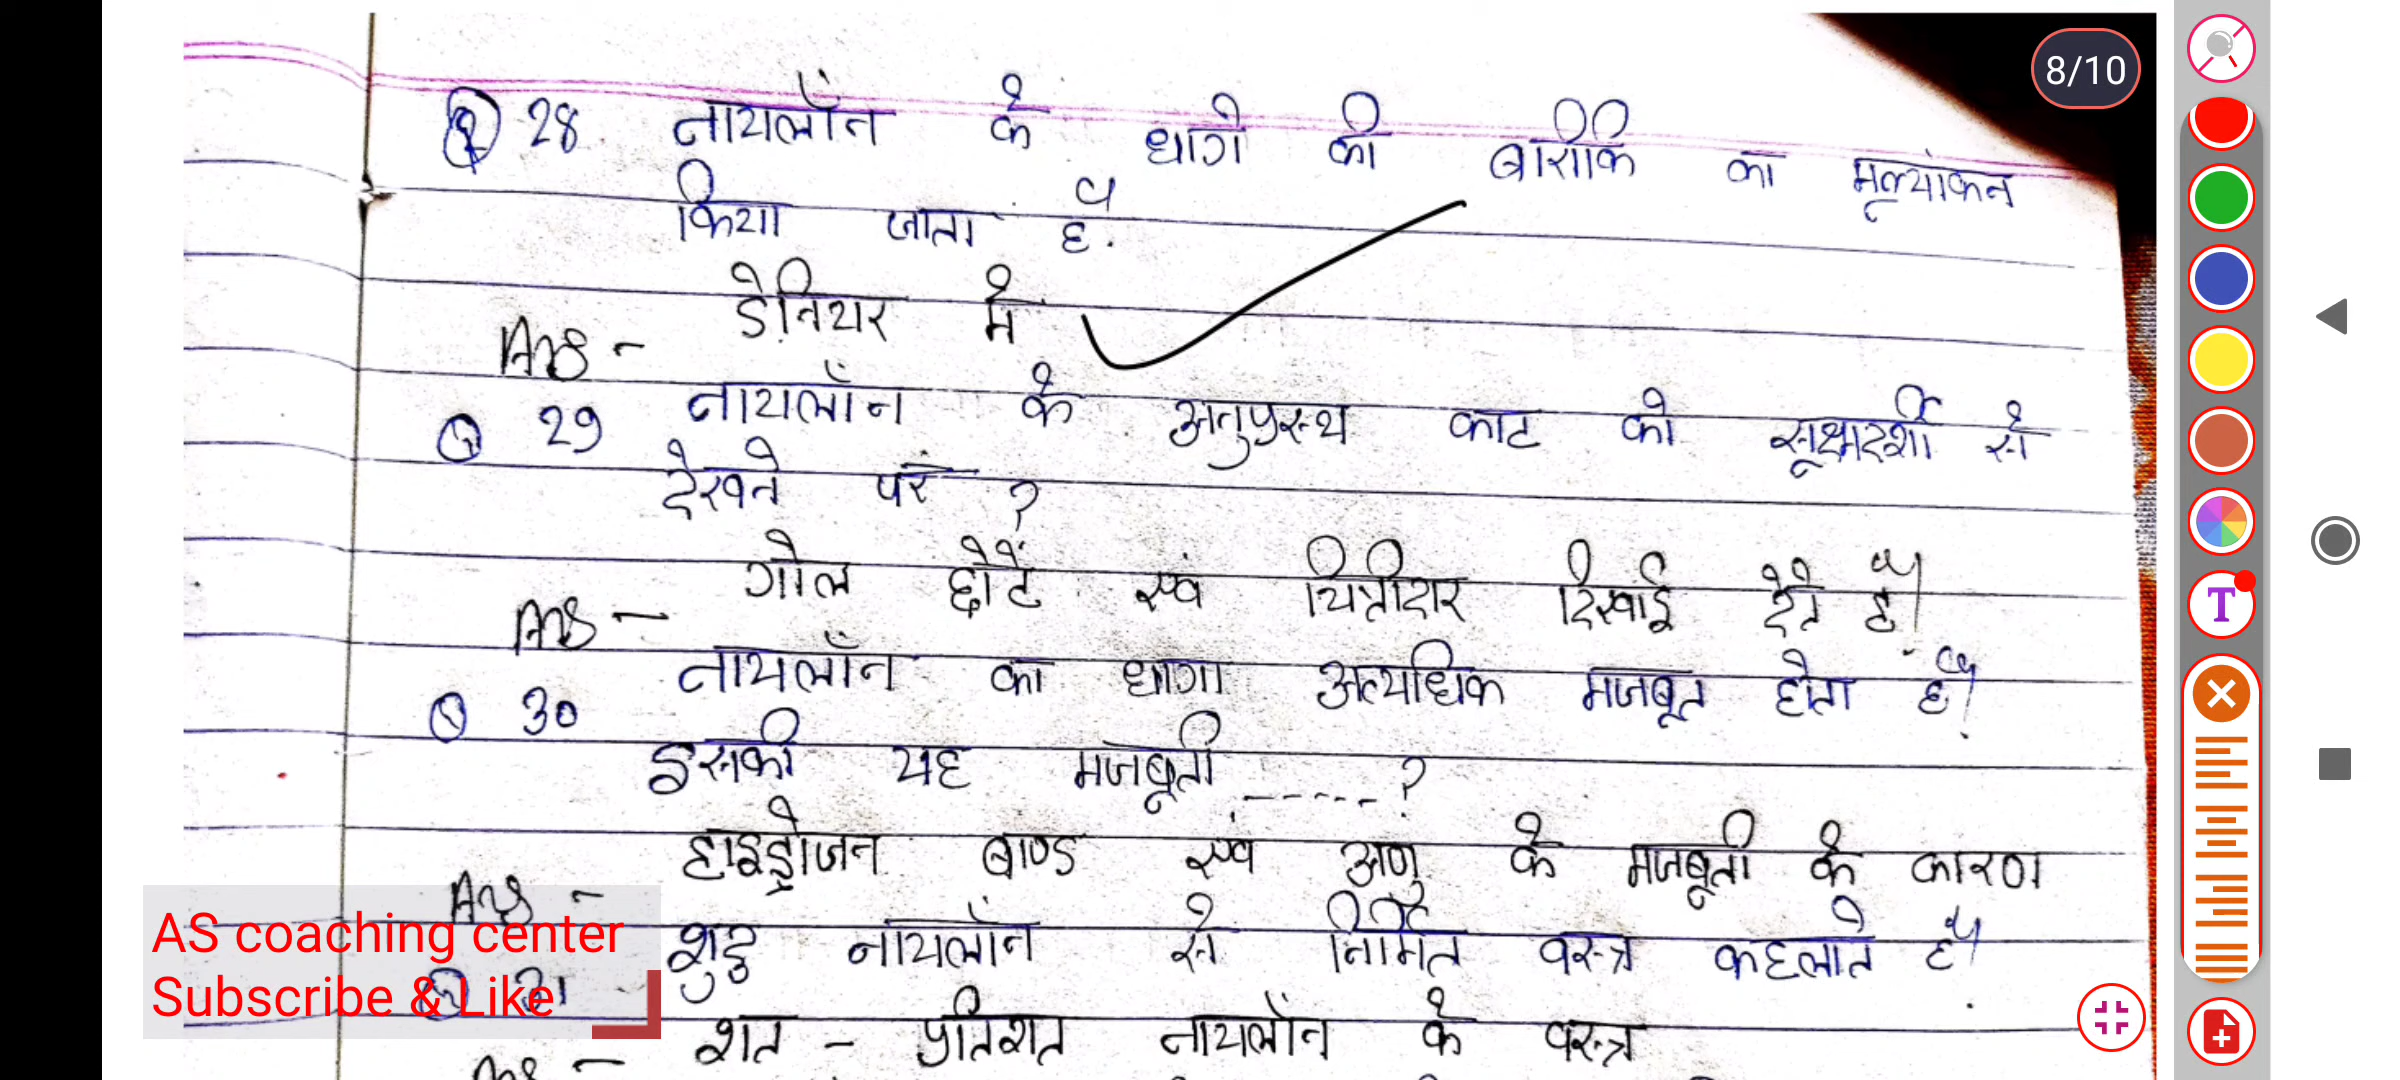 8/10
Q 28 नायलॉन के धागे की बारीकि का मूल्यांकन
किया जाता है.
Ans - डेनियर में
Q 29 नायलॉन के अनुप्रस्थ काट को सूक्ष्मदर्शी से
देखने पर ?
Ans - गोल छोटे एवं चित्तीदार दिखाई देते है।
Q 30 नायलॉन का धागा अत्यधिक मजबूत होता है।
इसकी यह मजबूती ----- ?
Ans - हाइड्रोजन बाण्ड एवं अणु के मजबूती के कारण
Q 31 शुद्ध नायलॉन से निर्मित वस्त्र कहलाते है।
Ans - शत - प्रतिशत नायलॉन के वस्त्र
AS coaching center
Subscribe & Like
T